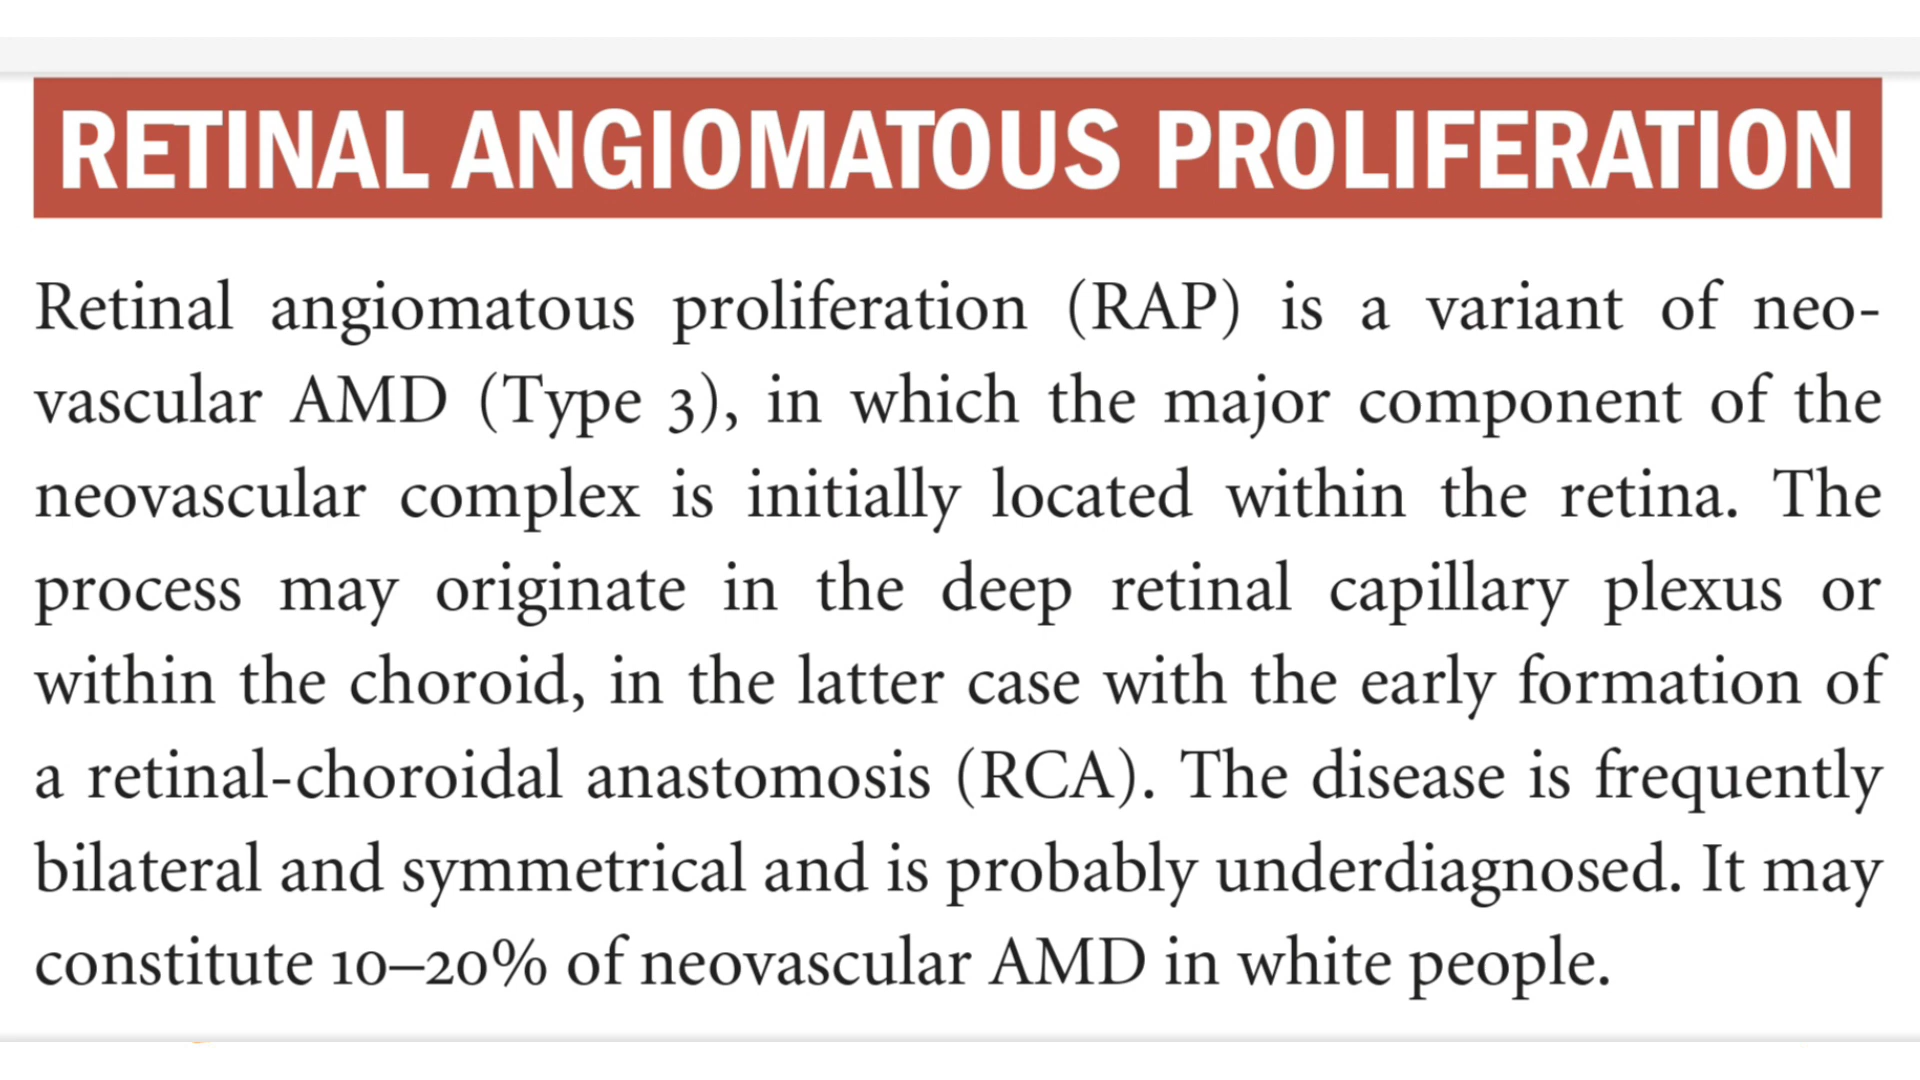 RETINAL ANGIOMATOUS PROLIFERATION
Retinal angiomatous proliferation (RAP) is a variant of neo-
vascular AMD (Type 3), in which the major component of the
neovascular complex is initially located within the retina. The
process may originate in the deep retinal capillary plexus or
within the choroid, in the latter case with the early formation of
a retinal-choroidal anastomosis (RCA). The disease is frequently
bilateral and symmetrical and is probably underdiagnosed. It may
constitute 10–20% of neovascular AMD in white people.